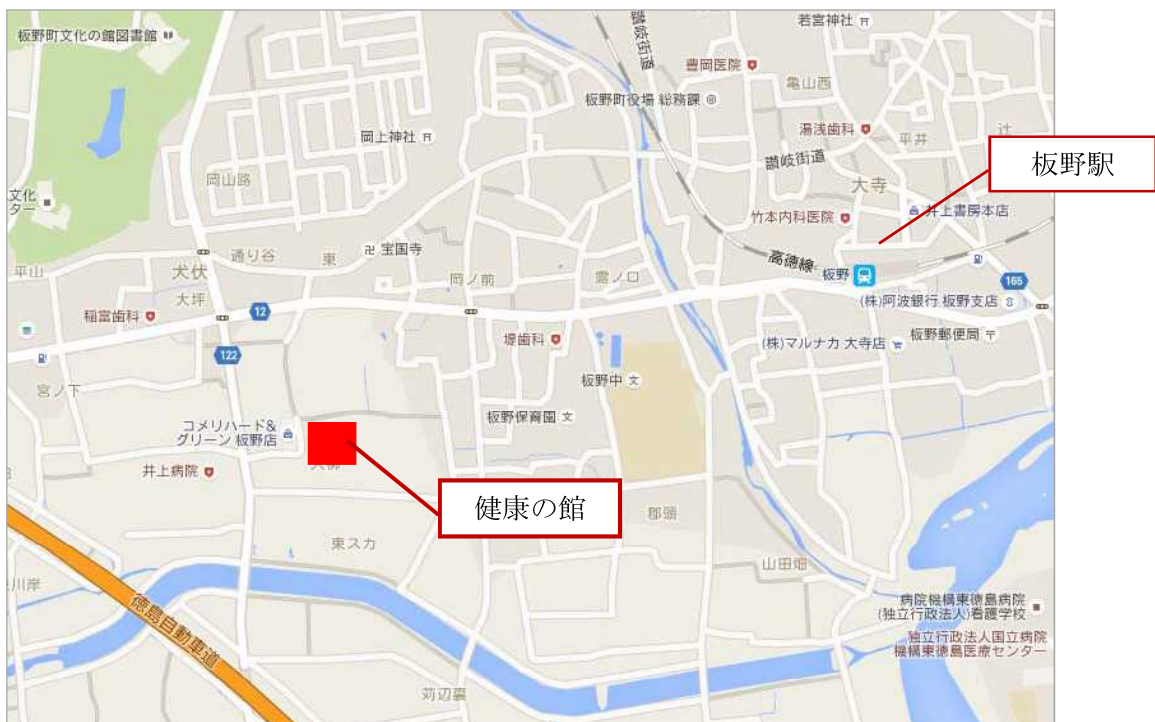 板野町文化の館図書館
若宮神社
讃岐街道
豊岡医院
亀山西
板野町役場 総務課
岡上神社
湯浅歯科
平井
辻
讃岐街道
板野駅
岡山路
大寺
文化
ター
竹本内科医院
井上書房本店
通り谷
東
宝国寺
高徳線
平山
犬伏
岡ノ前
露ノ口
板野
165
大坪
12
(株)阿波銀行 板野支店
稲富歯科
堤歯科
(株)マルナカ 大寺店
板野郵便局
122
宮ノ下
板野中
文
板野保育園
文
コメリハード&
グリーン 板野店
井上病院
健康の館
郡頭
東スカ
山田畑
川岸
徳島自動車道
病院機構東徳島病院
(独立行政法人)看護学校
独立行政法人国立病院
機構東徳島医療センター
苅辺裏